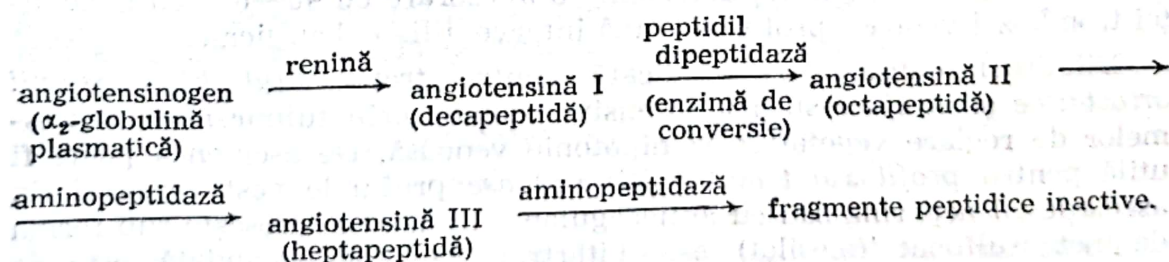 peptidil
renină dipeptidază
angiotensinogen angiotensină I angiotensină II
(α₂-globulină (decapeptidă) (enzimă de (octapeptidă)
plasmatică) conversie)
aminopeptidază aminopeptidază
angiotensină III fragmente peptidice inactive.
(heptapeptidă)